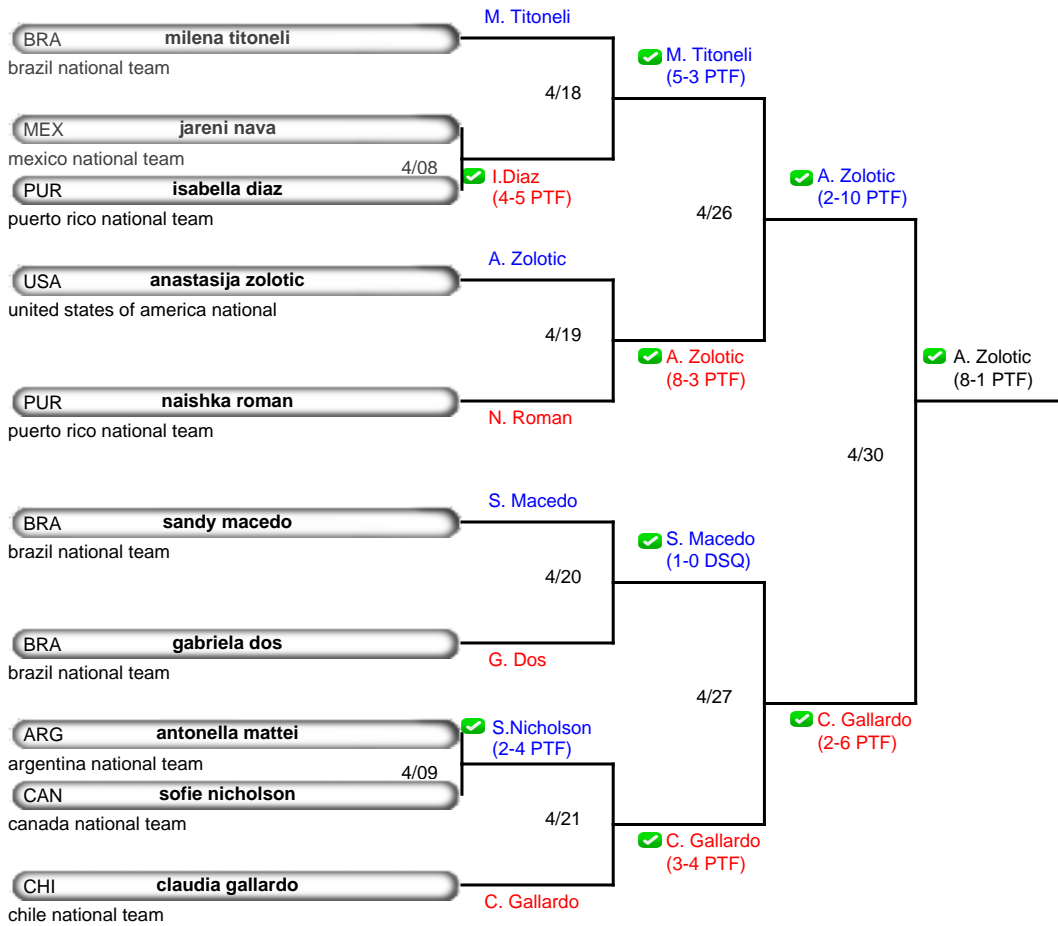 M. Titoneli
BRA milena titoneli
brazil national team
M. Titoneli
(5-3 PTF)
4/18
MEX jareni nava
mexico national team
4/08
I.Diaz
(4-5 PTF)
PUR isabella diaz
puerto rico national team
A. Zolotic
(2-10 PTF)
4/26
A. Zolotic
USA anastasija zolotic
united states of america national
4/19
A. Zolotic
(8-3 PTF)
A. Zolotic
(8-1 PTF)
PUR naishka roman
N. Roman
puerto rico national team
4/30
S. Macedo
BRA sandy macedo
brazil national team
S. Macedo
(1-0 DSQ)
4/20
BRA gabriela dos
G. Dos
brazil national team
4/27
C. Gallardo
(2-6 PTF)
ARG antonella mattei
S.Nicholson
(2-4 PTF)
argentina national team
4/09
CAN sofie nicholson
canada national team
4/21
C. Gallardo
(3-4 PTF)
CHI claudia gallardo
C. Gallardo
chile national team